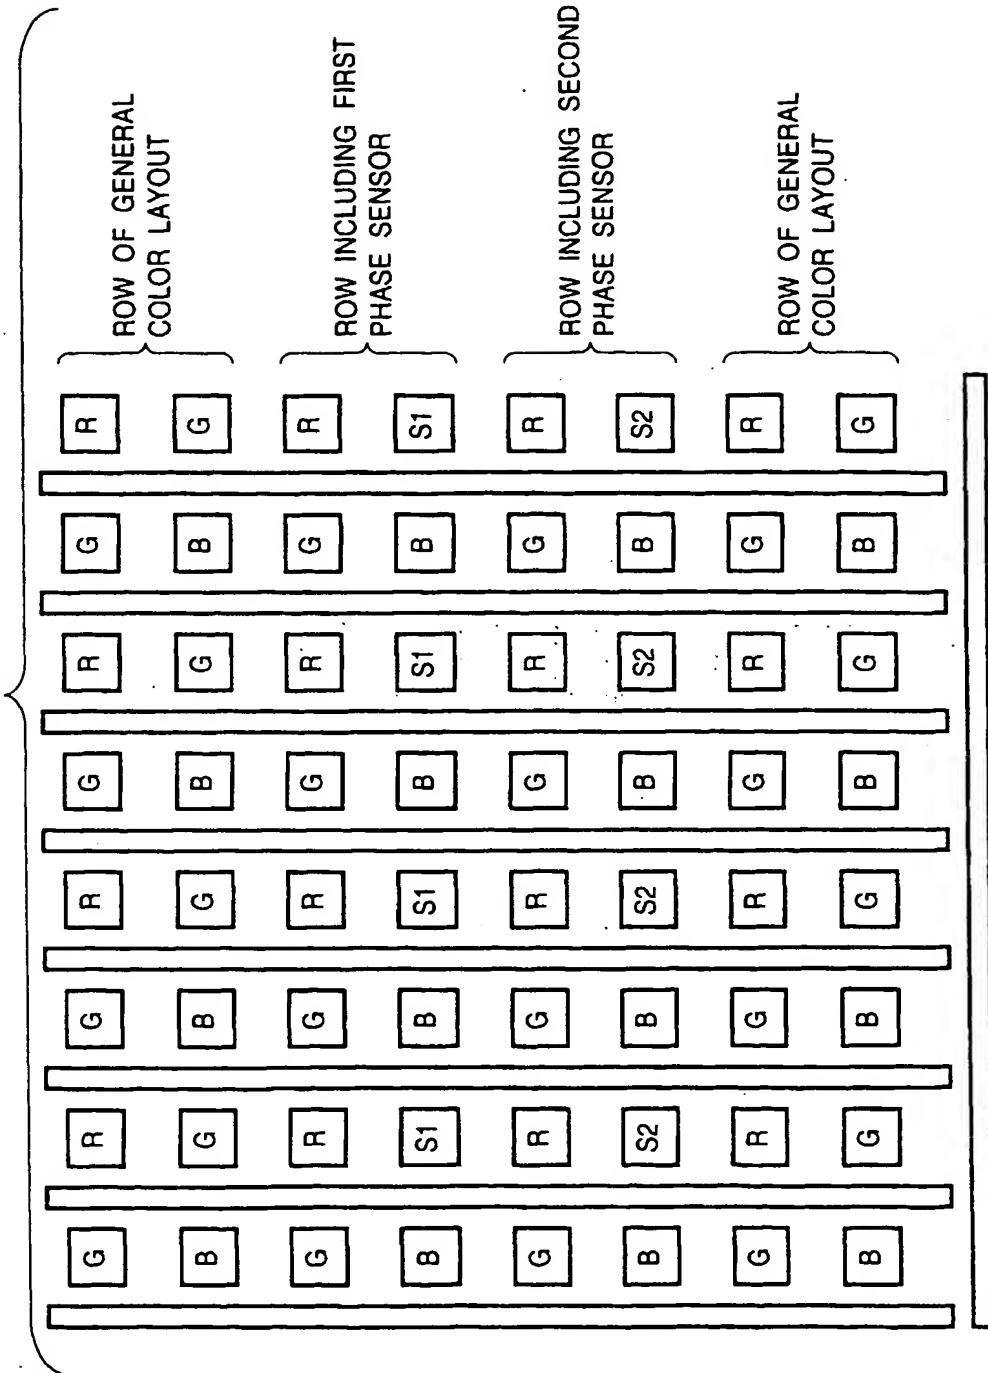 G R G R G R G R ROW OF GENERAL
B G B G B G B G COLOR LAYOUT
G R G R G R G R ROW INCLUDING FIRST
B S1 B S1 B S1 B S1 PHASE SENSOR
G R G R G R G R ROW INCLUDING SECOND
B S2 B S2 B S2 B S2 PHASE SENSOR
G R G R G R G R ROW OF GENERAL
B G B G B G B G COLOR LAYOUT